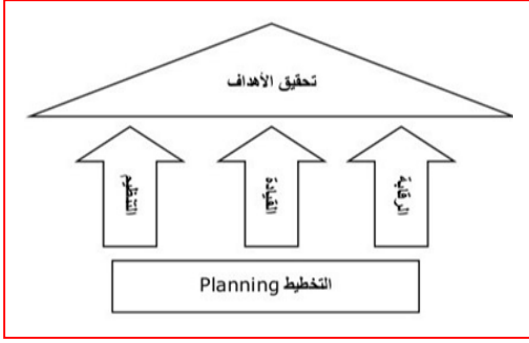 تحقيق الأهداف
الرقابة
القيادة
التنظيم
التخطيط Planning